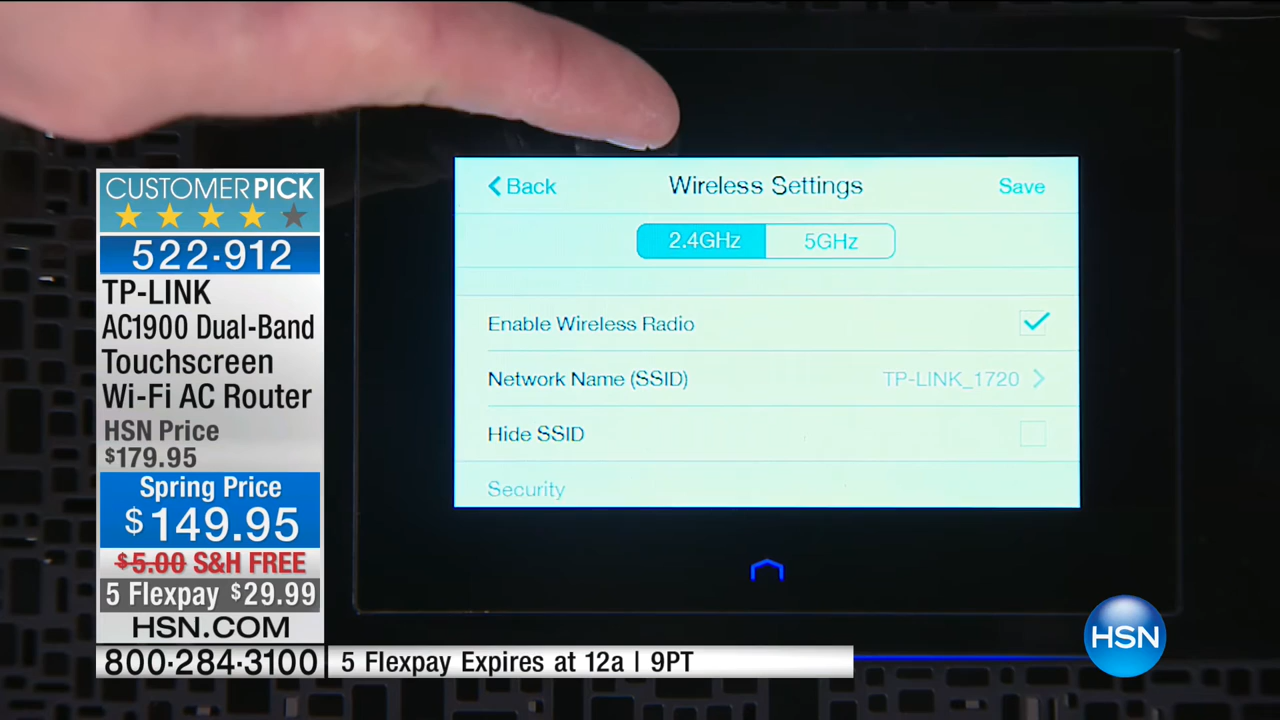 CUSTOMER PICK
522·912
TP-LINK
AC1900 Dual-Band
Touchscreen
Wi-Fi AC Router
HSN Price
$179.95
Spring Price
$149.95
$5.00 S&H FREE
5 Flexpay $29.99
HSN.COM
800·284·3100
5 Flexpay Expires at 12a | 9PT
Back
Wireless Settings
Save
2.4GHz
5GHz
Enable Wireless Radio
Network Name (SSID)
TP-LINK_1720
Hide SSID
Security
HSN